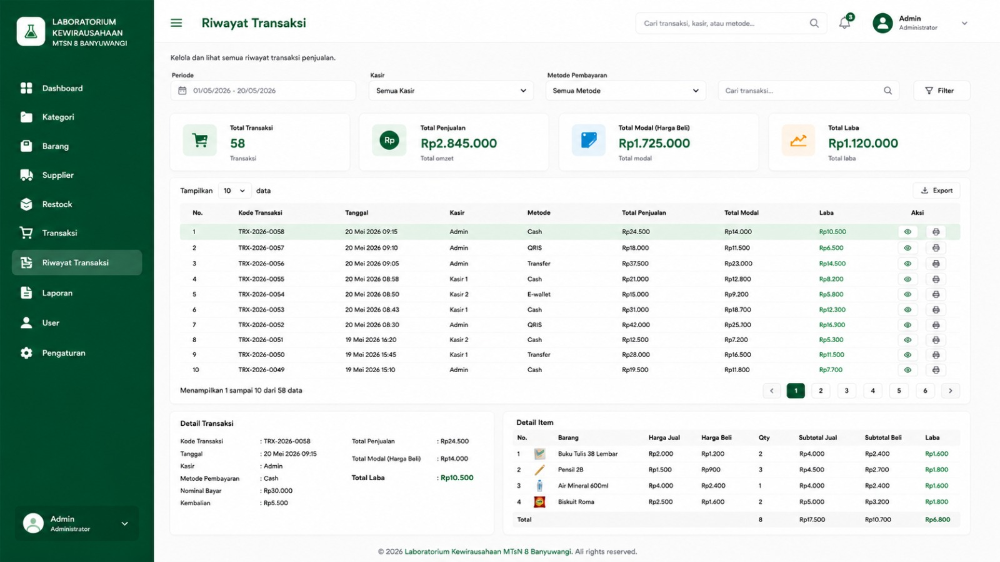 LABORATORIUM
KEWIRAUSAHAAN
MTSN 8 BANYUWANGI
Dashboard
Kategori
Barang
Supplier
Restock
Transaksi
Riwayat Transaksi
Laporan
User
Pengaturan
Admin
Administrator
Riwayat Transaksi
Cari transaksi, kasir, atau metode...
3
Admin
Administrator
Kelola dan lihat semua riwayat transaksi penjualan.
Periode
01/05/2026 - 20/05/2026
Kasir
Semua Kasir
Metode Pembayaran
Semua Metode
Cari transaksi...
Filter
Total Transaksi
58
Transaksi
Rp
Total Penjualan
Rp2.845.000
Total omzet
Total Modal (Harga Beli)
Rp1.725.000
Total modal
Total Laba
Rp1.120.000
Total laba
Tampilkan 10 data
Export
No. Kode Transaksi Tanggal Kasir Metode Total Penjualan Total Modal Laba Aksi
1 TRX-2026-0058 20 Mei 2026 09:15 Admin Cash Rp24.500 Rp14.000 Rp10.500
2 TRX-2026-0057 20 Mei 2026 09:10 Admin QRIS Rp18.000 Rp11.500 Rp6.500
3 TRX-2026-0056 20 Mei 2026 09:05 Admin Transfer Rp37.500 Rp23.000 Rp14.500
4 TRX-2026-0055 20 Mei 2026 08:58 Kasir 1 Cash Rp21.000 Rp12.800 Rp8.200
5 TRX-2026-0054 20 Mei 2026 08:50 Kasir 2 E-wallet Rp15.000 Rp9.200 Rp5.800
6 TRX-2026-0053 20 Mei 2026 08:43 Kasir 1 Cash Rp31.000 Rp18.700 Rp12.300
7 TRX-2026-0052 20 Mei 2026 08:30 Admin QRIS Rp42.000 Rp25.700 Rp16.900
8 TRX-2026-0051 19 Mei 2026 16:20 Kasir 2 Cash Rp12.500 Rp7.200 Rp5.300
9 TRX-2026-0050 19 Mei 2026 15:45 Kasir 1 Transfer Rp28.000 Rp16.500 Rp11.500
10 TRX-2026-0049 19 Mei 2026 15:10 Admin Cash Rp19.500 Rp11.800 Rp7.700
Menampilkan 1 sampai 10 dari 58 data
1 2 3 4 5 6
Detail Transaksi
Kode Transaksi : TRX-2026-0058
Tanggal : 20 Mei 2026 09:15
Kasir : Admin
Metode Pembayaran : Cash
Nominal Bayar : Rp30.000
Kembalian : Rp5.500
Total Penjualan : Rp24.500
Total Modal (Harga Beli) : Rp14.000
Total Laba : Rp10.500
Detail Item
No. Barang Harga Jual Harga Beli Qty Subtotal Jual Subtotal Beli Laba
1 Buku Tulis 38 Lembar Rp2.000 Rp1.200 2 Rp4.000 Rp2.400 Rp1.600
2 Pensil 2B Rp1.500 Rp900 3 Rp4.500 Rp2.700 Rp1.800
3 Air Mineral 600ml Rp4.000 Rp2.400 1 Rp4.000 Rp2.400 Rp1.600
4 Biskuit Roma Rp2.500 Rp1.600 2 Rp5.000 Rp3.200 Rp1.800
Total 8 Rp17.500 Rp10.700 Rp6.800
© 2026 Laboratorium Kewirausahaan MTsN 8 Banyuwangi. All rights reserved.